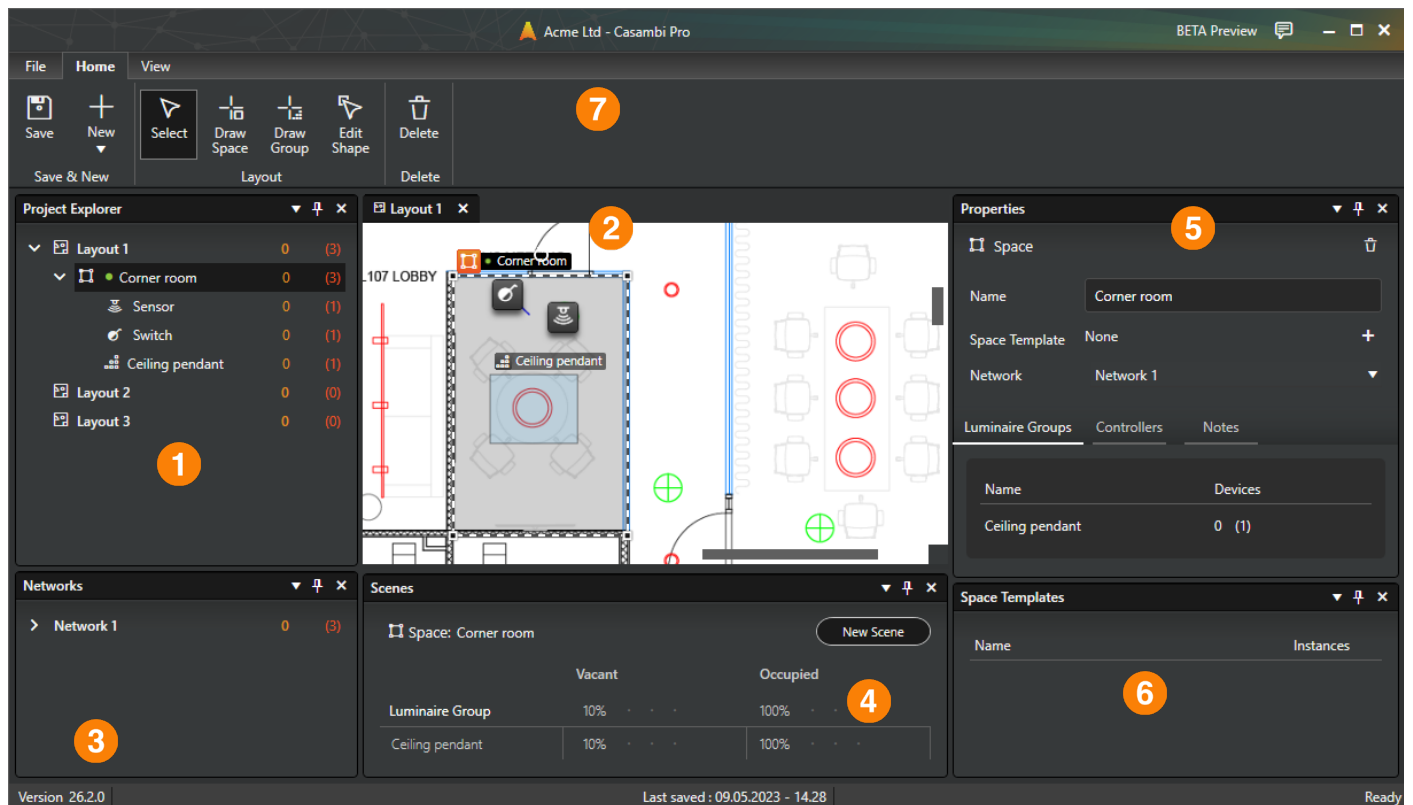 Acme Ltd - Casambi Pro
BETA Preview
File Home View
7
Save New Select Draw Space Draw Group Edit Shape Delete
Save & New Layout Delete
Project Explorer
Layout 1 0 (3)
Corner room 0 (3)
Sensor 0 (1)
Switch 0 (1)
Ceiling pendant 0 (1)
Layout 2 0 (0)
Layout 3 0 (0)
1
Layout 1
2
Corner room
107 LOBBY
Ceiling pendant
Properties
5
Space
Name Corner room
Space Template None
Network Network 1
Luminaire Groups Controllers Notes
Name Devices
Ceiling pendant 0 (1)
Networks
Network 1 0 (3)
3
Scenes
Space: Corner room New Scene
Vacant Occupied
Luminaire Group 10% 100%
4
Ceiling pendant 10% 100%
Space Templates
Name Instances
6
Version 26.2.0 Last saved : 09.05.2023 - 14.28 Ready